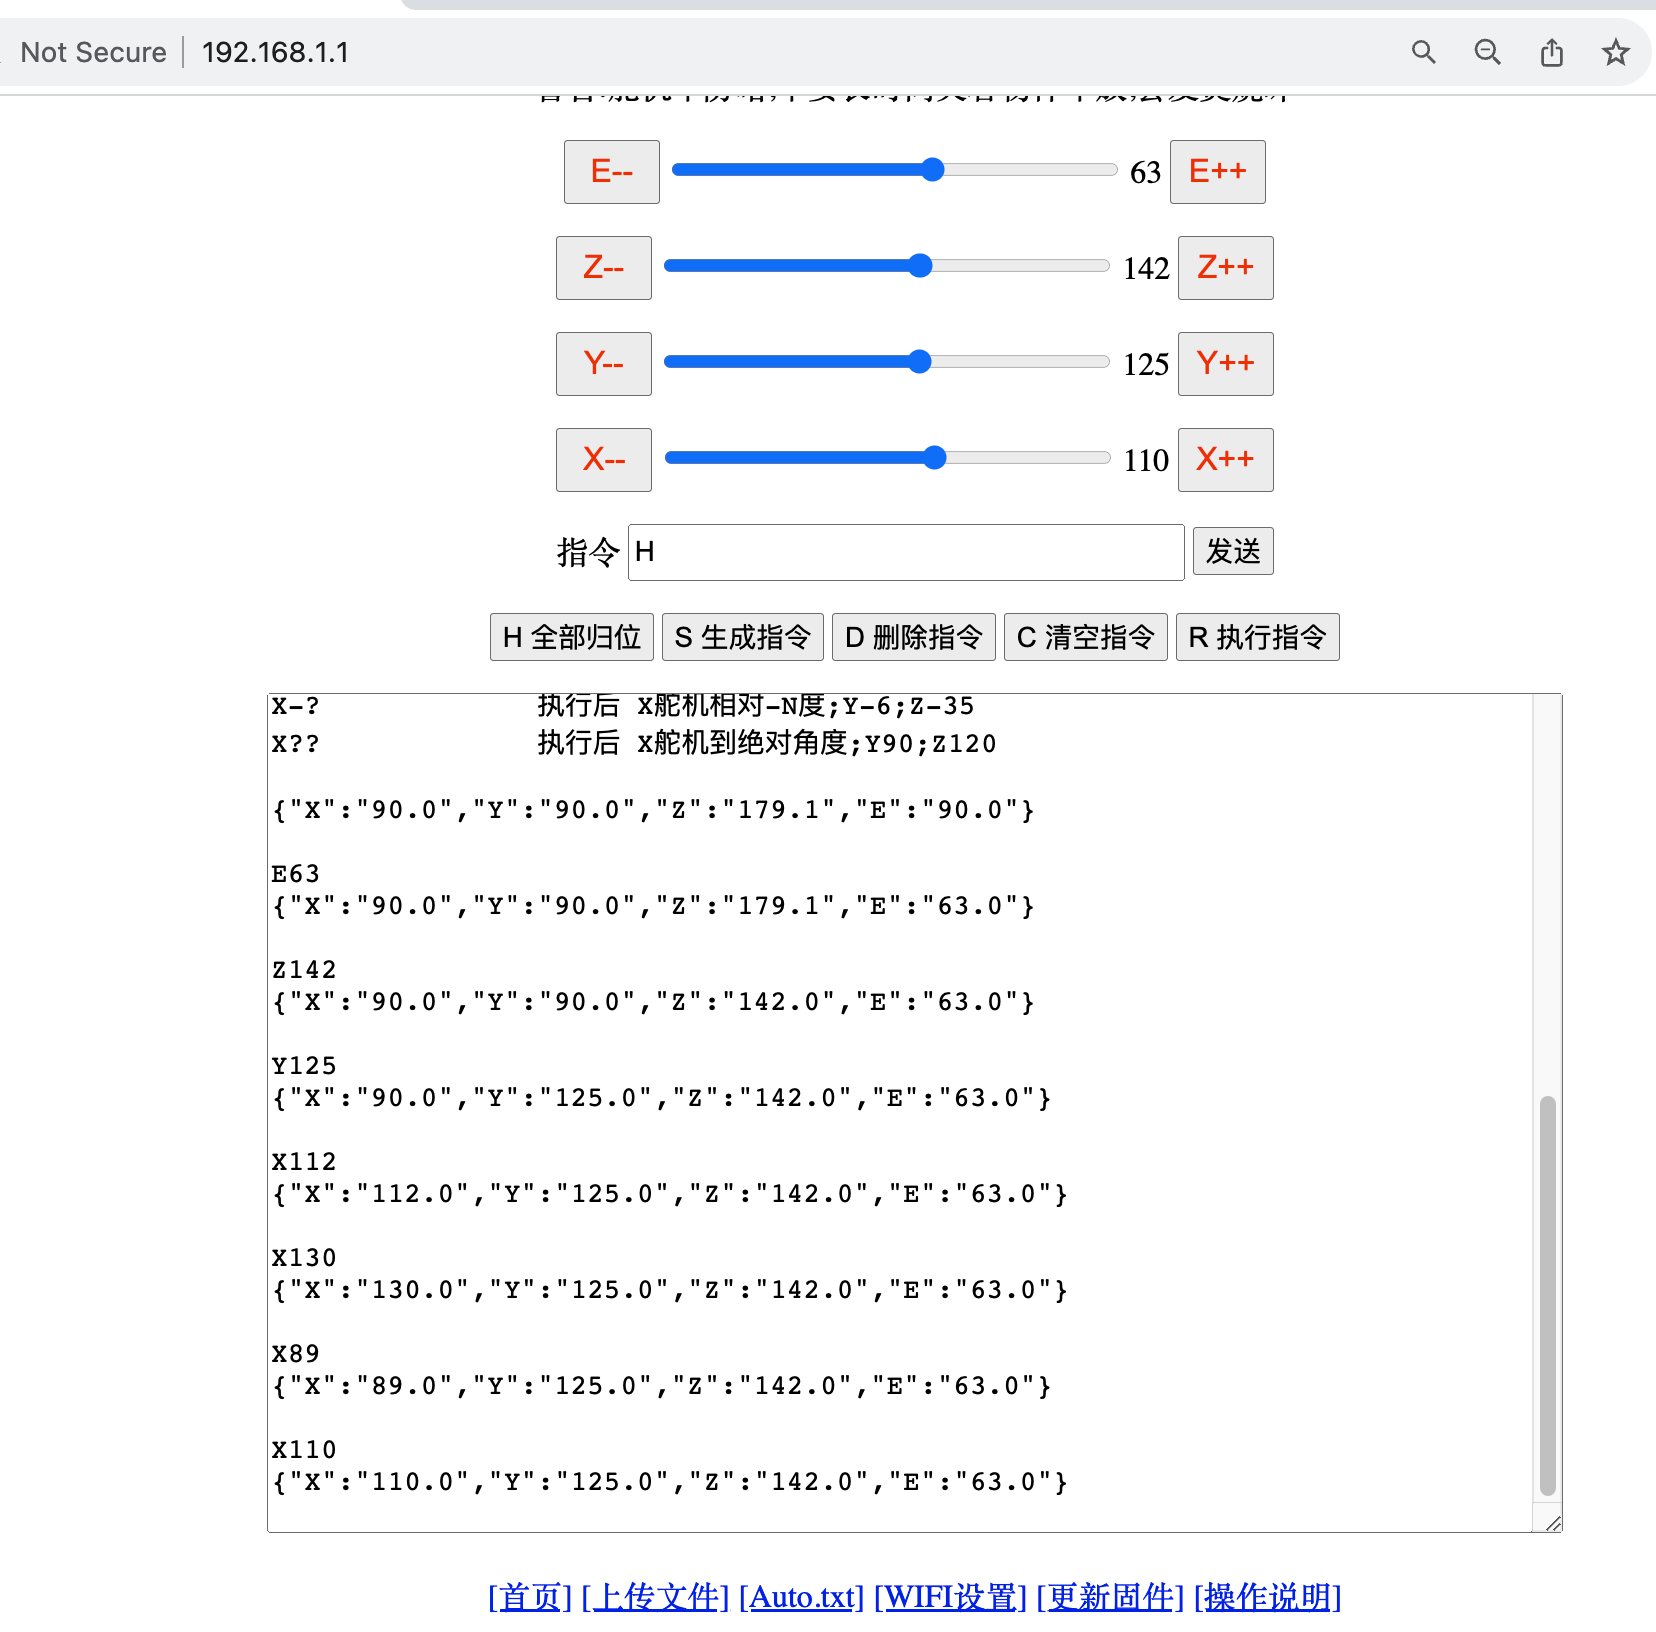 Not Secure 192.168.1.1
E-- 63 E++
Z-- 142 Z++
Y-- 125 Y++
X-- 110 X++
指令 H 发送
H 全部归位 S 生成指令 D 删除指令 C 清空指令 R 执行指令
X-? 执行后 X舵机相对-N度;Y-6;Z-35
X?? 执行后 X舵机到绝对角度;Y90;Z120
{"X":"90.0","Y":"90.0","Z":"179.1","E":"90.0"}
E63
{"X":"90.0","Y":"90.0","Z":"179.1","E":"63.0"}
Z142
{"X":"90.0","Y":"90.0","Z":"142.0","E":"63.0"}
Y125
{"X":"90.0","Y":"125.0","Z":"142.0","E":"63.0"}
X112
{"X":"112.0","Y":"125.0","Z":"142.0","E":"63.0"}
X130
{"X":"130.0","Y":"125.0","Z":"142.0","E":"63.0"}
X89
{"X":"89.0","Y":"125.0","Z":"142.0","E":"63.0"}
X110
{"X":"110.0","Y":"125.0","Z":"142.0","E":"63.0"}
[首页] [上传文件] [Auto.txt] [WIFI设置] [更新固件] [操作说明]